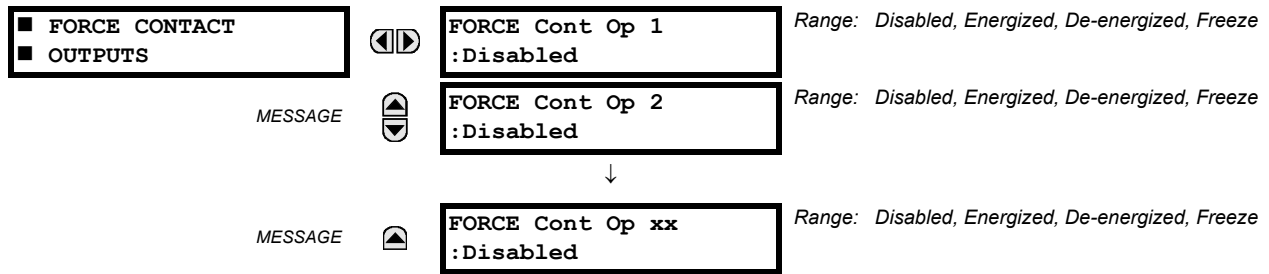 ■ FORCE CONTACT
■ OUTPUTS
FORCE Cont Op 1
:Disabled
Range: Disabled, Energized, De-energized, Freeze
MESSAGE
FORCE Cont Op 2
:Disabled
Range: Disabled, Energized, De-energized, Freeze
↓
MESSAGE
FORCE Cont Op xx
:Disabled
Range: Disabled, Energized, De-energized, Freeze